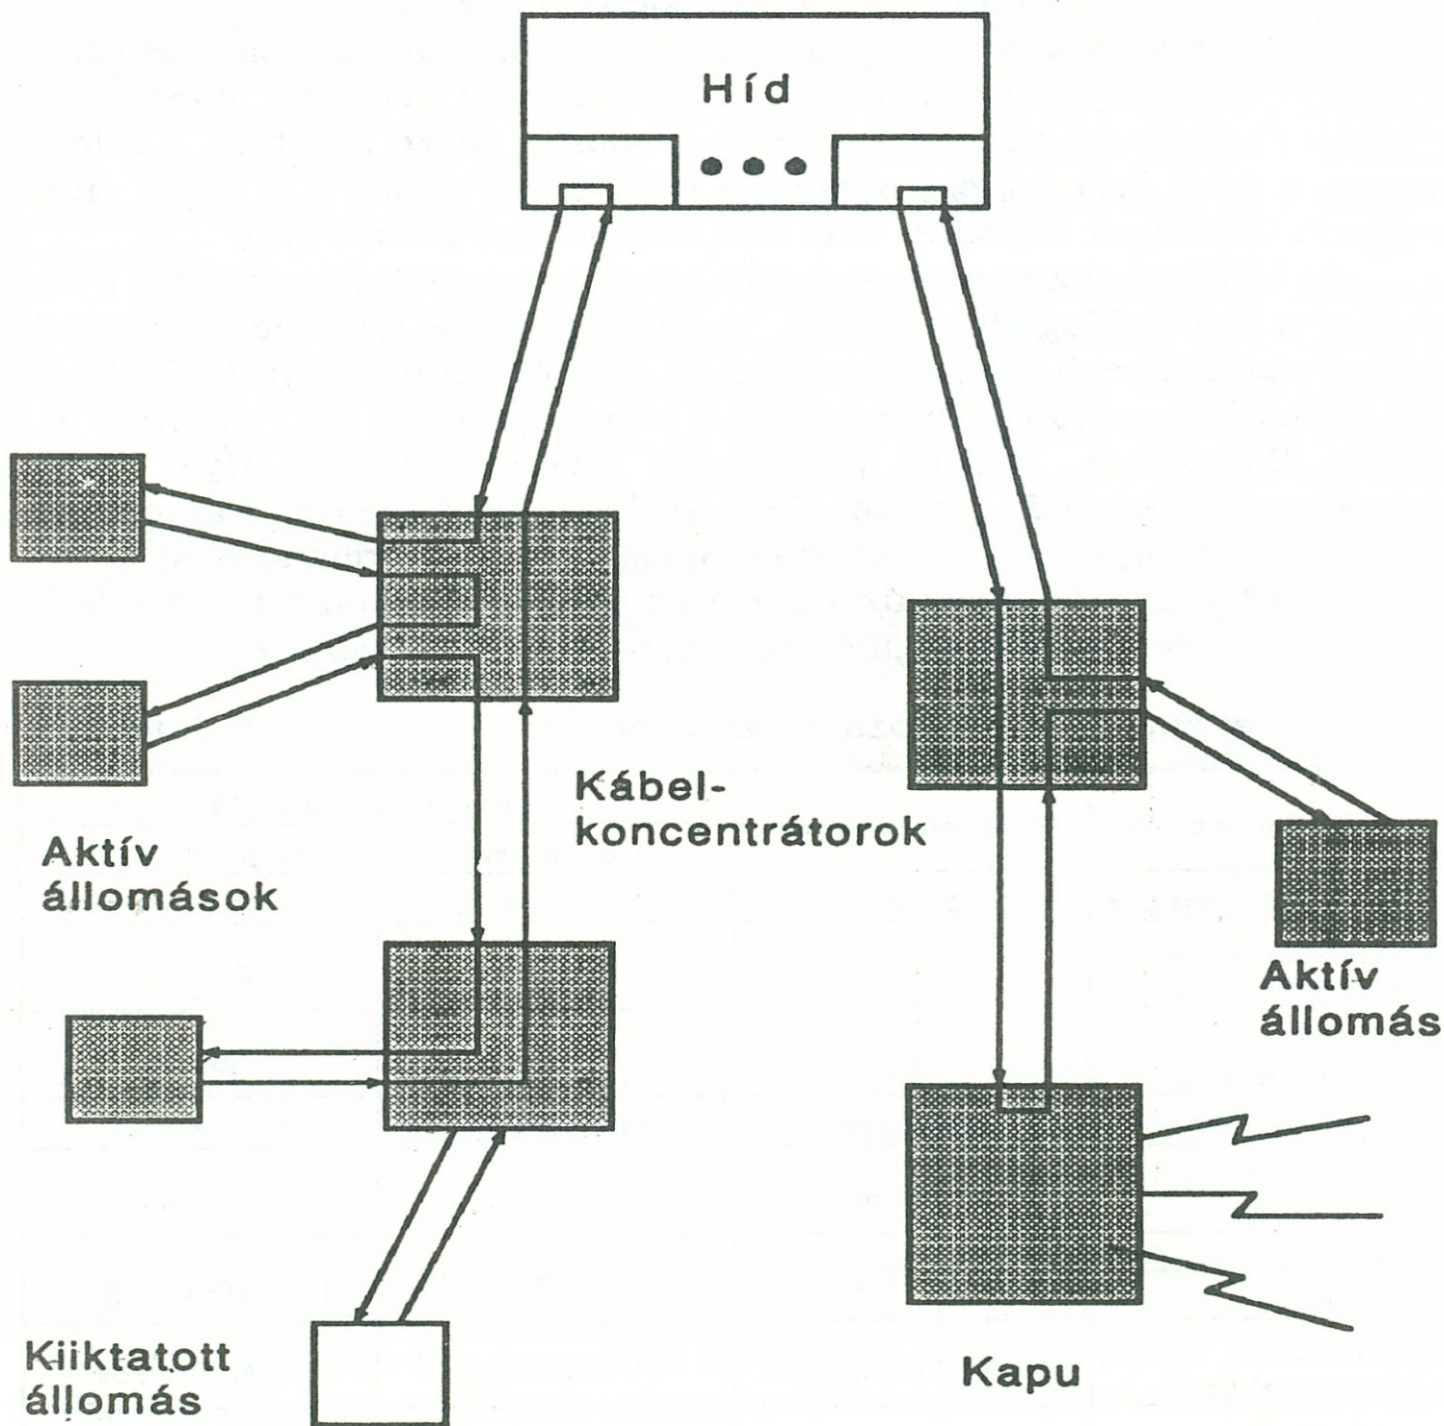 Híd
Kábel-
koncentrátorok
Aktív
állomások
Aktív
állomás
Kiiktatott
állomás
Kapu